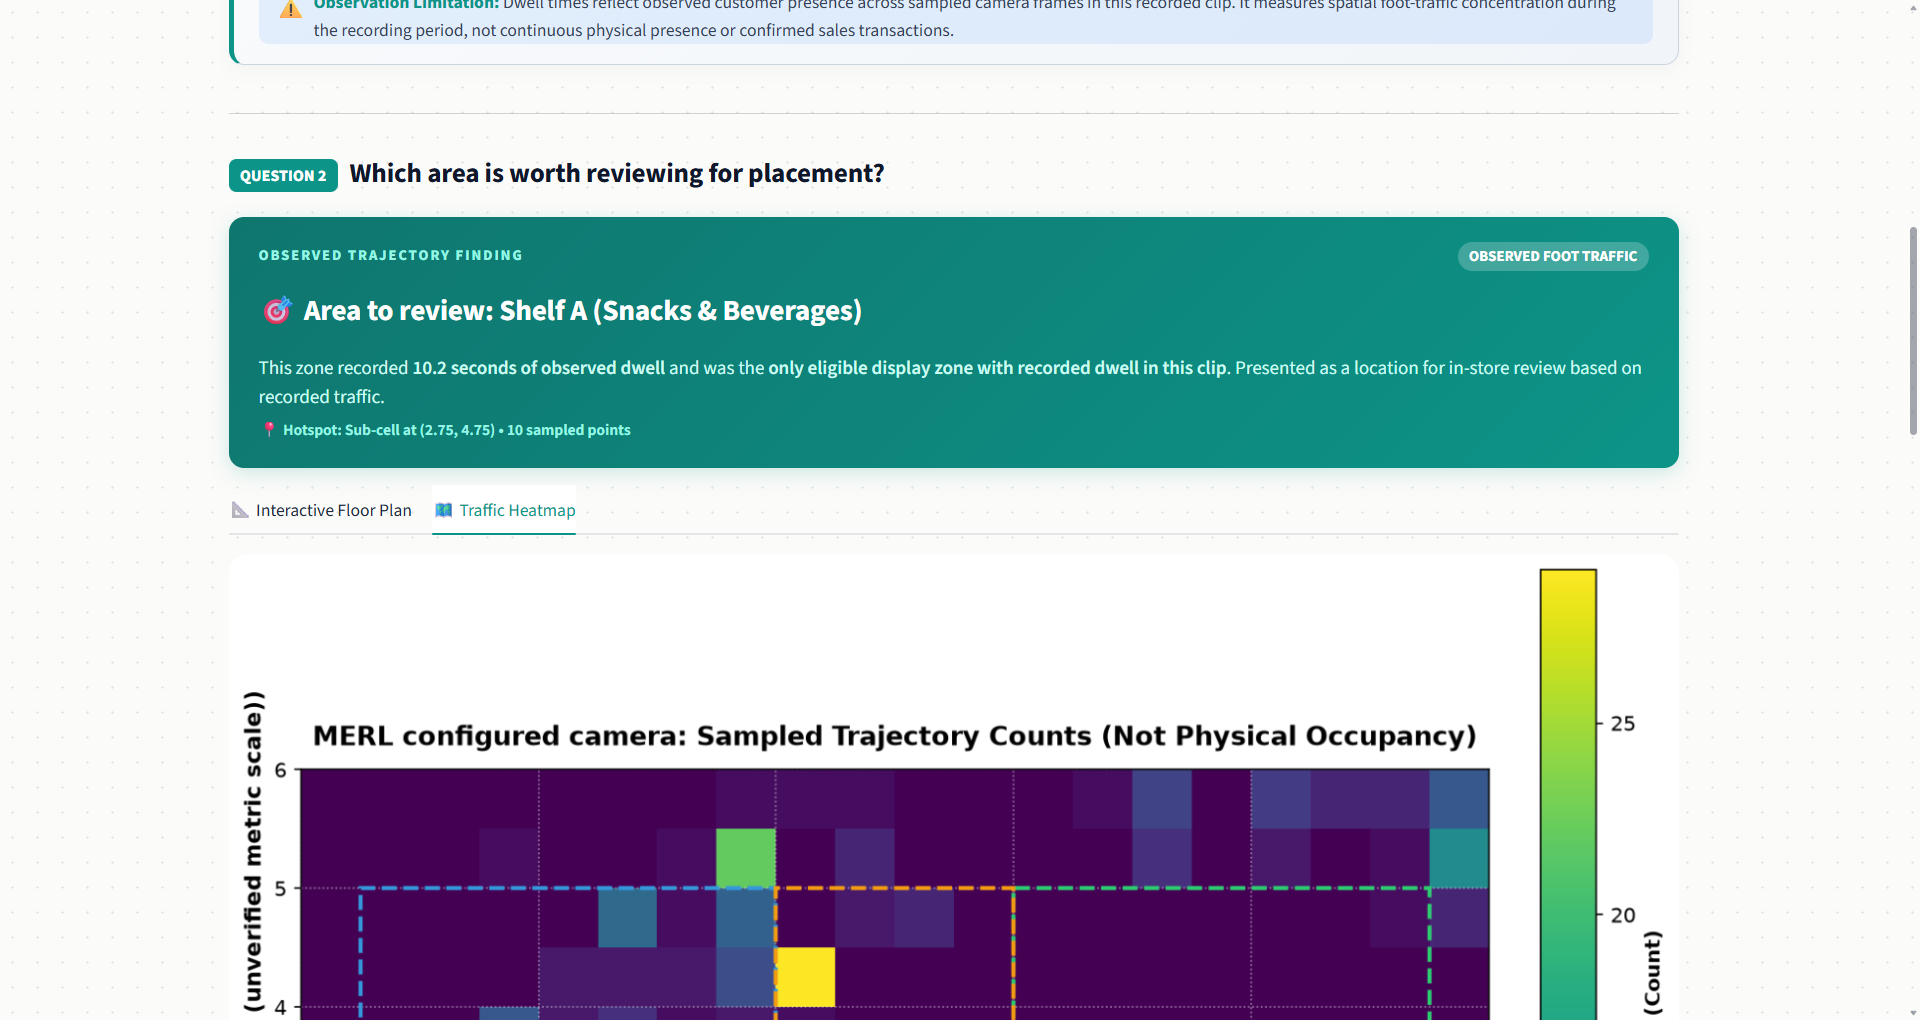 Observation Limitation: Dwell times reflect observed customer presence across sampled camera frames in this recorded clip. It measures spatial foot-traffic concentration during
the recording period, not continuous physical presence or confirmed sales transactions.
QUESTION 2 Which area is worth reviewing for placement?
OBSERVED TRAJECTORY FINDING
OBSERVED FOOT TRAFFIC
Area to review: Shelf A (Snacks & Beverages)
This zone recorded 10.2 seconds of observed dwell and was the only eligible display zone with recorded dwell in this clip. Presented as a location for in-store review based on
recorded traffic.
Hotspot: Sub-cell at (2.75, 4.75) • 10 sampled points
Interactive Floor Plan
Traffic Heatmap
MERL configured camera: Sampled Trajectory Counts (Not Physical Occupancy)
(unverified metric scale))
6
5
4
25
20
(Count)